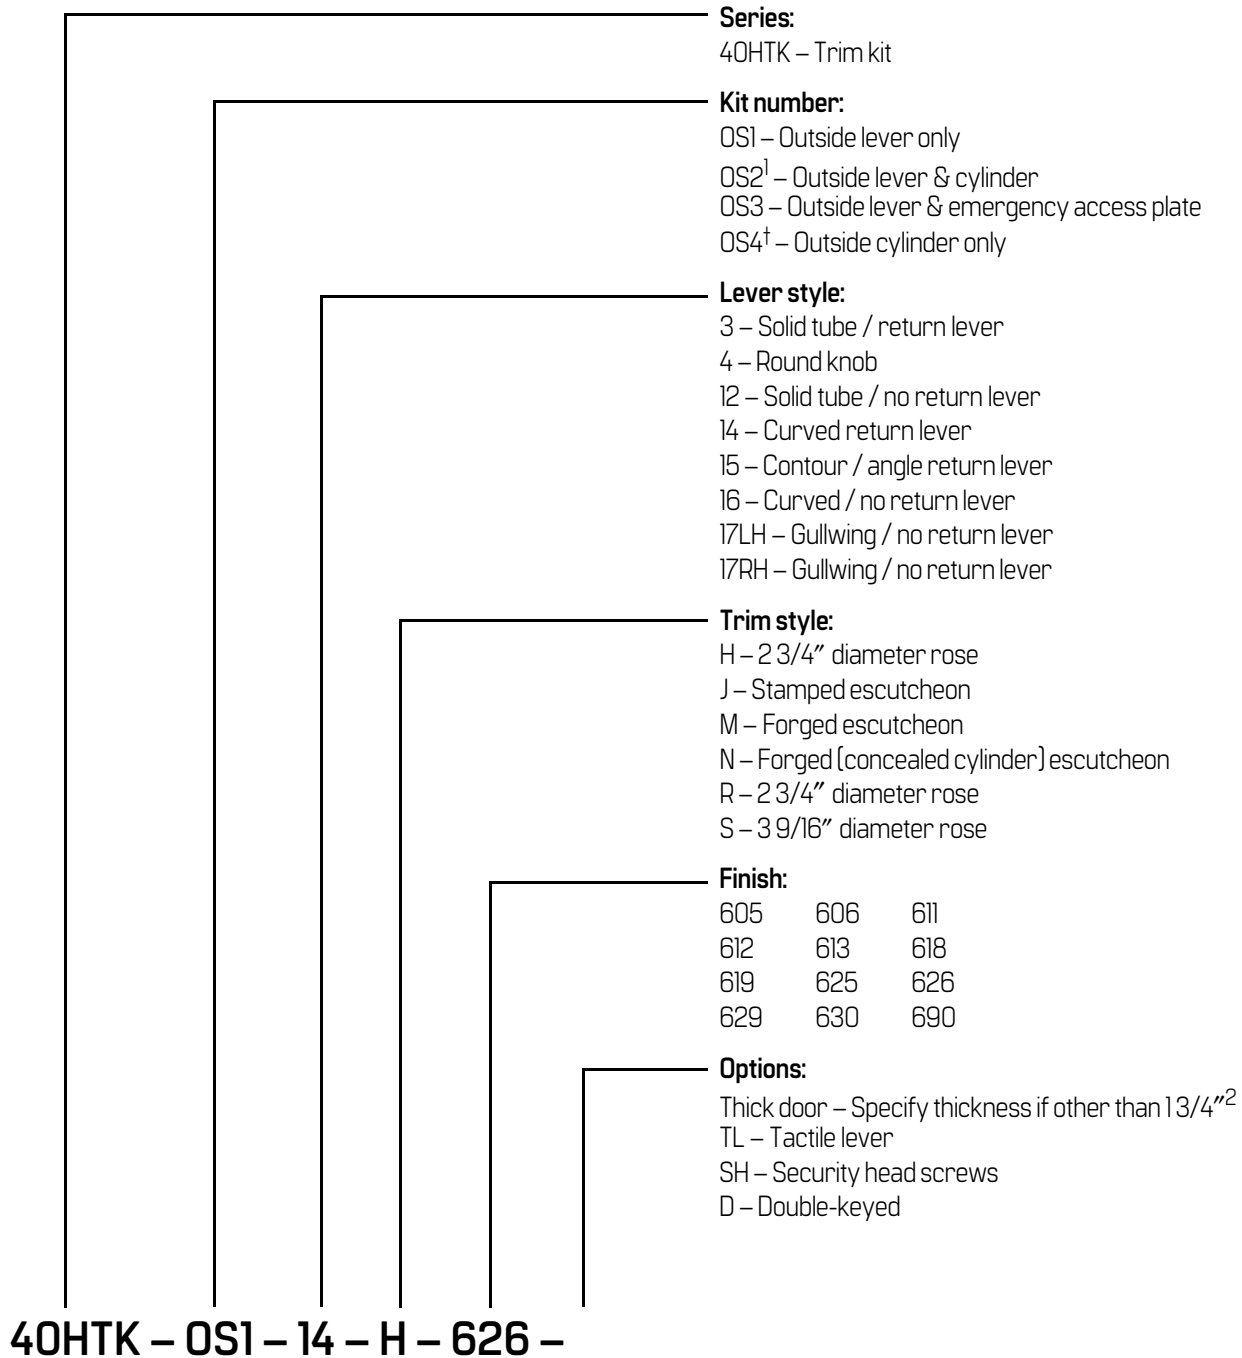 Series:
40HTK – Trim kit
Kit number:
OS1 – Outside lever only
OS2¹ – Outside lever & cylinder
OS3 – Outside lever & emergency access plate
OS4† – Outside cylinder only
Lever style:
3 – Solid tube / return lever
4 – Round knob
12 – Solid tube / no return lever
14 – Curved return lever
15 – Contour / angle return lever
16 – Curved / no return lever
17LH – Gullwing / no return lever
17RH – Gullwing / no return lever
Trim style:
H – 2 3/4″ diameter rose
J – Stamped escutcheon
M – Forged escutcheon
N – Forged (concealed cylinder) escutcheon
R – 2 3/4″ diameter rose
S – 3 9/16″ diameter rose
Finish:
605 606 611
612 613 618
619 625 626
629 630 690
Options:
Thick door – Specify thickness if other than 1 3/4″²
TL – Tactile lever
SH – Security head screws
D – Double-keyed
40HTK – OS1 – 14 – H – 626 –